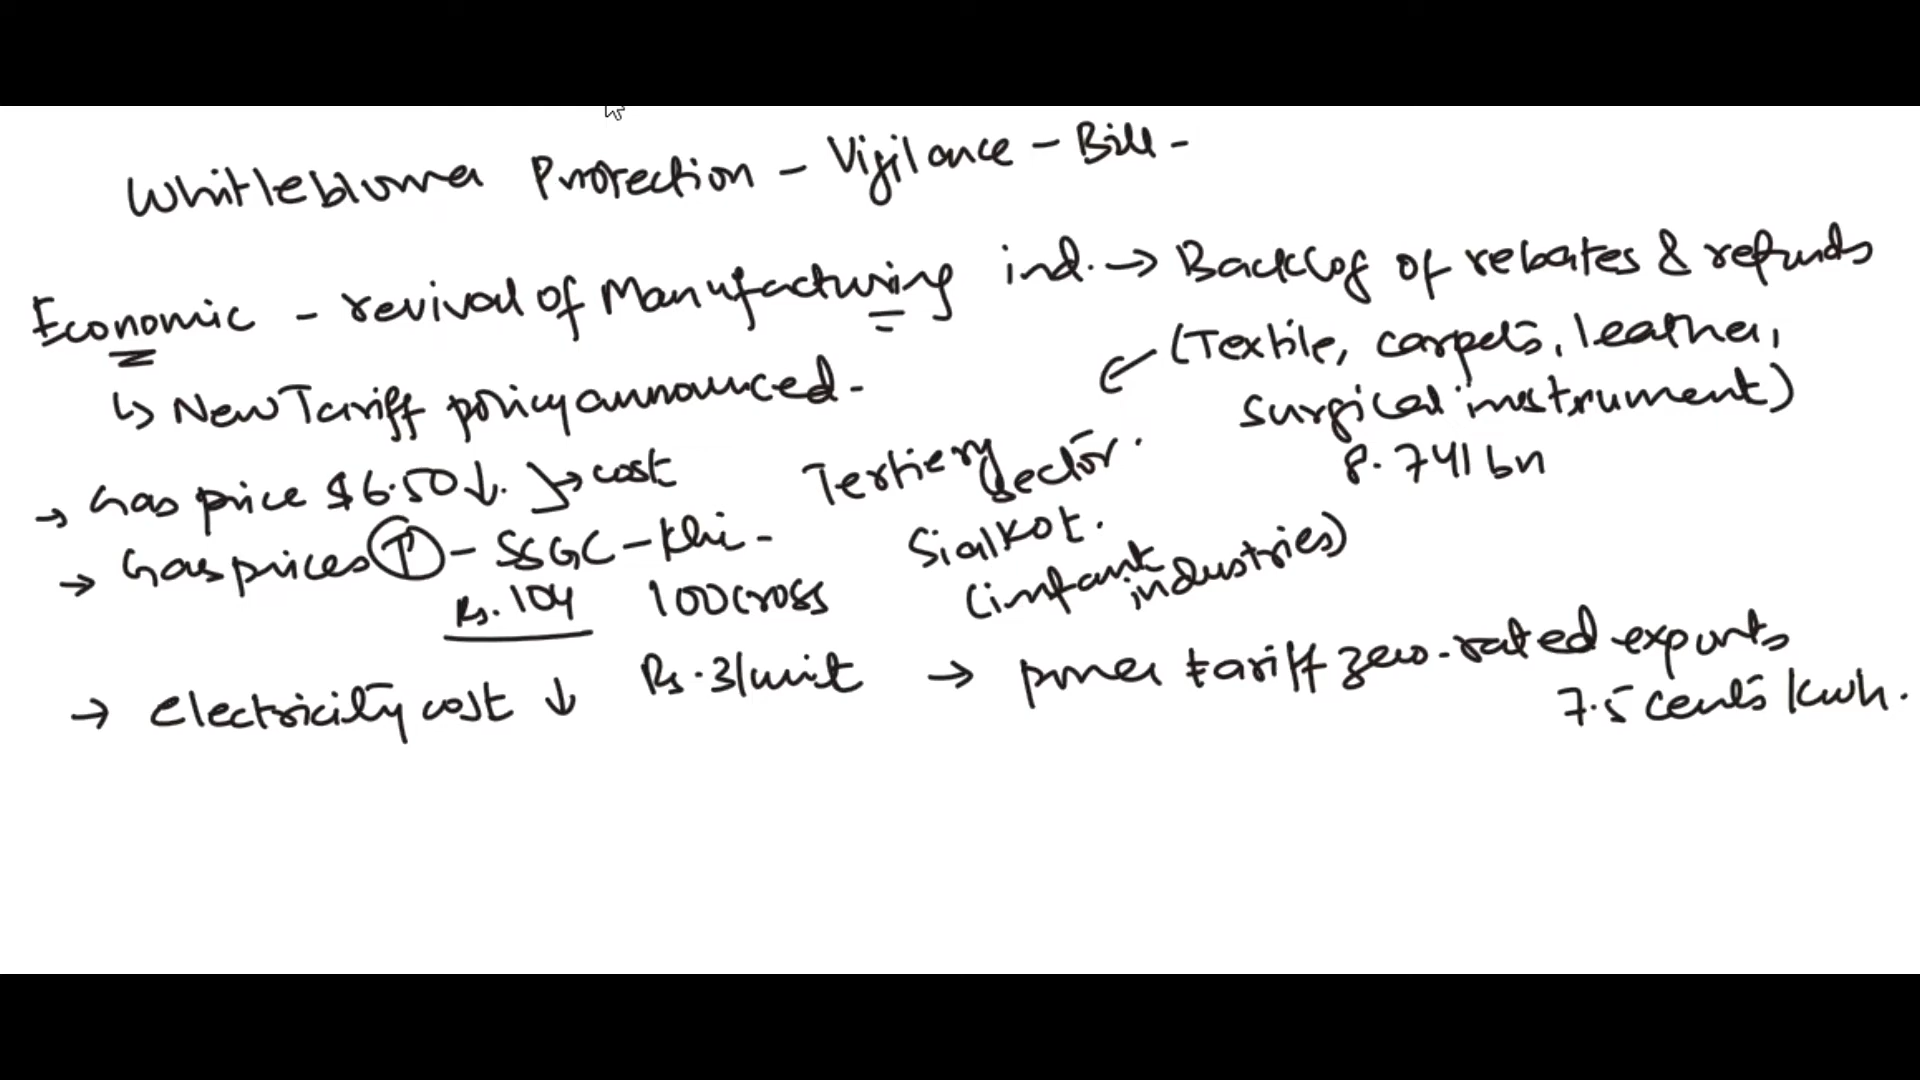 Whistleblower Protection - Vigilance - Bill -
Economic - revival of Manufacturing ind. → Backlog of rebates & refunds
↳ New Tariff policy announced -
(Textile, carpets, leather,
surgical instrument)
8.741 bn
→ Gas price $6.50 ↓. → cost
Tertiery Sector.
→ Gas prices ↑ - SSGC - Khi -
Rs. 104 100 cross
Sialkot.
(infant industries)
→ electricity cost ↓ Rs. 3/unit → power tariff zero-rated exports
7.5 cents/kwh.